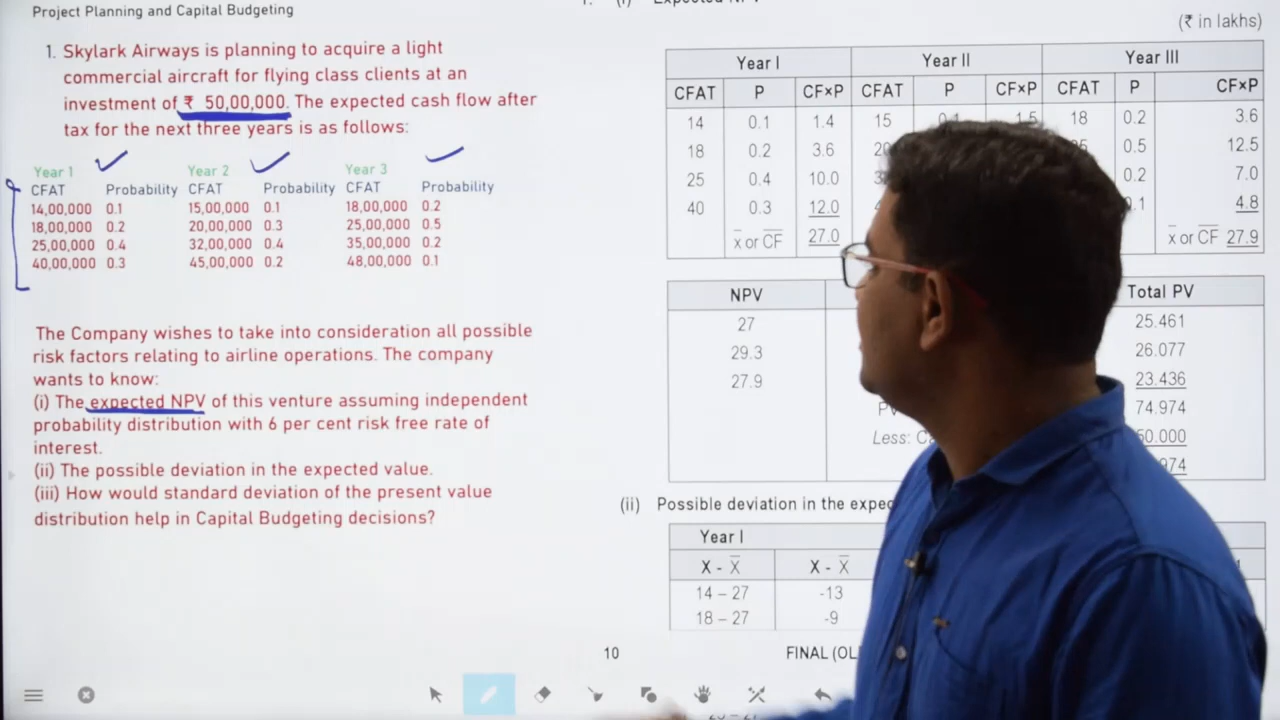 Project Planning and Capital Budgeting
1. Skylark Airways is planning to acquire a light
commercial aircraft for flying class clients at an
investment of ₹ 50,00,000. The expected cash flow after
tax for the next three years is as follows:
Year 1 Year 2 Year 3
CFAT Probability CFAT Probability CFAT Probability
14,00,000 0.1 15,00,000 0.1 18,00,000 0.2
18,00,000 0.2 20,00,000 0.3 25,00,000 0.5
25,00,000 0.4 32,00,000 0.4 35,00,000 0.2
40,00,000 0.3 45,00,000 0.2 48,00,000 0.1
The Company wishes to take into consideration all possible
risk factors relating to airline operations. The company
wants to know:
(i) The expected NPV of this venture assuming independent
probability distribution with 6 per cent risk free rate of
interest.
(ii) The possible deviation in the expected value.
(iii) How would standard deviation of the present value
distribution help in Capital Budgeting decisions?
(₹ in lakhs)
Year I Year II Year III
CFAT P CF×P CFAT P CF×P CFAT P CF×P
14 0.1 1.4 15 0.1 1.5 18 0.2 3.6
18 0.2 3.6 20 0.5 12.5
25 0.4 10.0 0.2 7.0
40 0.3 12.0 4.8
x̅ or C̅F̅ 27.0 x̅ or C̅F̅ 27.9
NPV Total PV
27 25.461
29.3 26.077
27.9 23.436
74.974
Less:
(ii) Possible deviation in the
Year I
X - X̅ X - X̅
14 – 27 -13
18 – 27 -9
10 FINAL